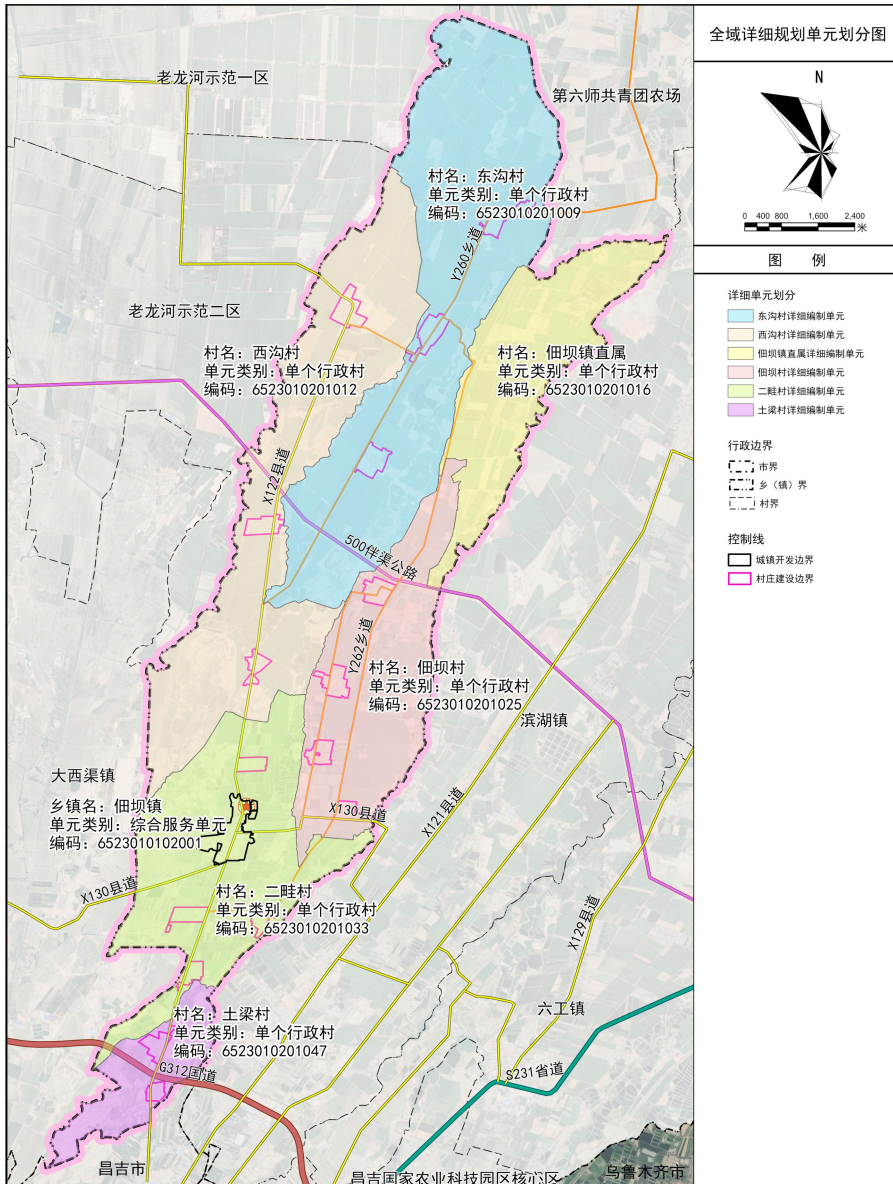 全域详细规划单元划分图
N
0 400 800 1,600 2,400
米
图 例
详细单元划分
东沟村详细编制单元
西沟村详细编制单元
佃坝镇直属详细编制单元
佃坝村详细编制单元
二畦村详细编制单元
土梁村详细编制单元
行政边界
市界
乡（镇）界
村界
控制线
城镇开发边界
村庄建设边界
老龙河示范一区
第六师共青团农场
村名：东沟村
单元类别：单个行政村
编码：6523010201009
Y260乡道
老龙河示范二区
村名：西沟村
单元类别：单个行政村
编码：6523010201012
村名：佃坝镇直属
单元类别：单个行政村
编码：6523010201016
X122县道
500伴渠公路
Y262乡道
村名：佃坝村
单元类别：单个行政村
编码：6523010201025
滨湖镇
大西渠镇
乡镇名：佃坝镇
单元类别：综合服务单元
编码：6523010102001
X130县道
X121县道
X130县道
村名：二畦村
单元类别：单个行政村
编码：6523010201033
X129县道
村名：土梁村
单元类别：单个行政村
编码：6523010201047
G312国道
六工镇
S231省道
昌吉市
昌吉国家农业科技园区核心区
乌鲁木齐市